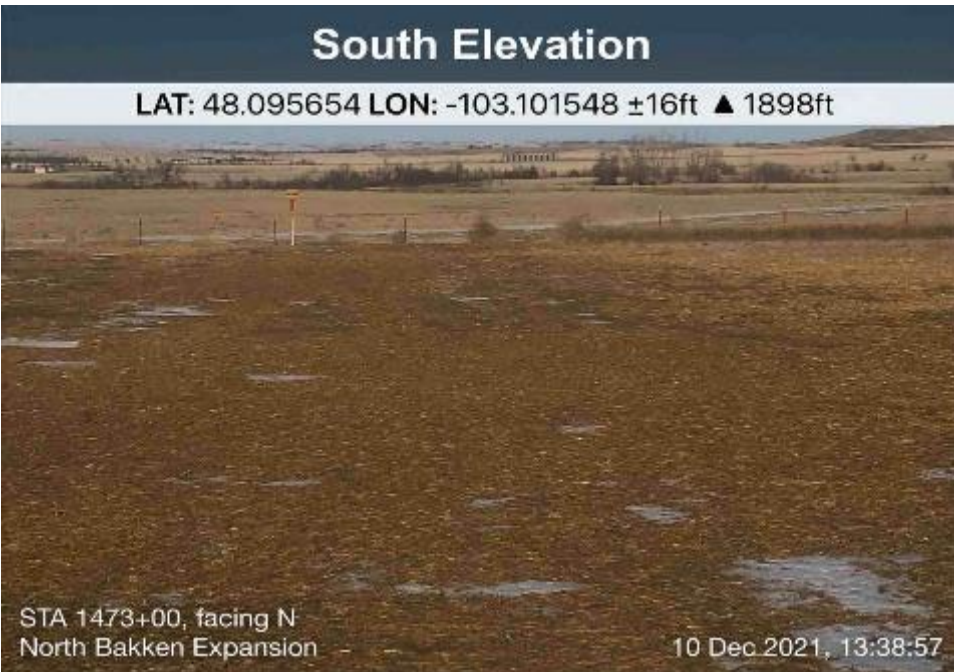 South Elevation
LAT: 48.095654 LON: -103.101548 ±16ft ▲ 1898ft
STA 1473+00, facing N
North Bakken Expansion
10 Dec 2021, 13:38:57